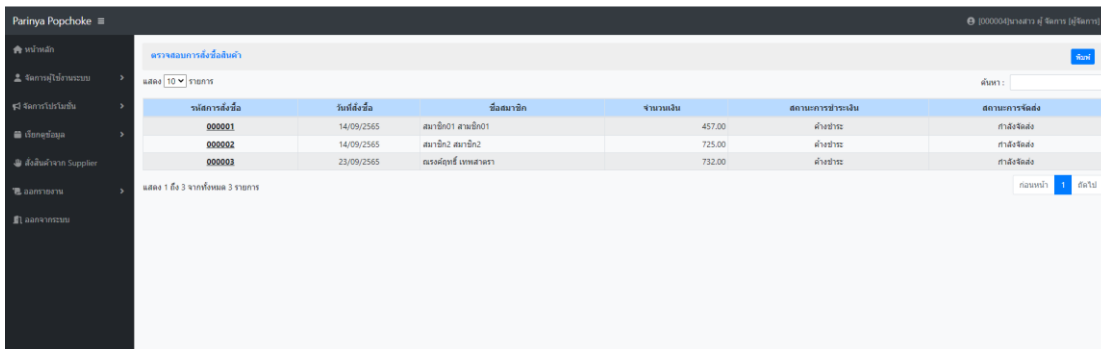 Parinya Popchoke
[000004]นางสาว ผู้ จัดการ [ผู้จัดการ]
หน้าหลัก
จัดการผู้ใช้งานระบบ
จัดการโปรโมชั่น
เรียกดูข้อมูล
สั่งสินค้าจาก Supplier
ออกรายงาน
ออกจากระบบ
ตรวจสอบการสั่งซื้อสินค้า
พิมพ์
แสดง 10 รายการ
ค้นหา :
รหัสการสั่งซื้อ วันที่สั่งซื้อ ชื่อสมาชิก จำนวนเงิน สถานะการชำระเงิน สถานะการจัดส่ง
000001 14/09/2565 สมาชิก01 สามชิก01 457.00 ค้างชำระ กำลังจัดส่ง
000002 14/09/2565 สมาชิก2 สมาชิก2 725.00 ค้างชำระ กำลังจัดส่ง
000003 23/09/2565 ณรงค์ฤทธิ์ เทพสาตรา 732.00 ค้างชำระ กำลังจัดส่ง
แสดง 1 ถึง 3 จากทั้งหมด 3 รายการ
ก่อนหน้า 1 ถัดไป